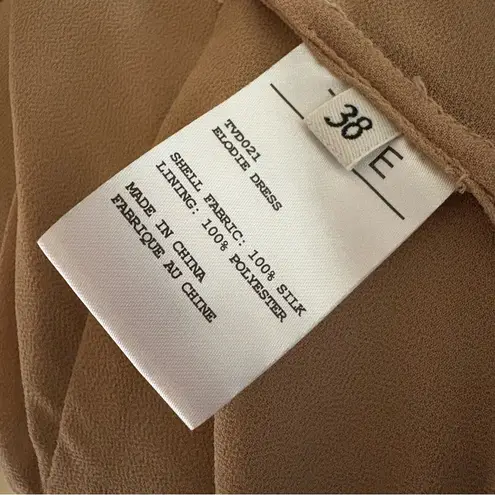 38
E
TVD021
ELODIE DRESS
SHELL FABRIC: 100% SILK
LINING: 100% POLYESTER
MADE IN CHINA
FABRIQUE AU CHINE